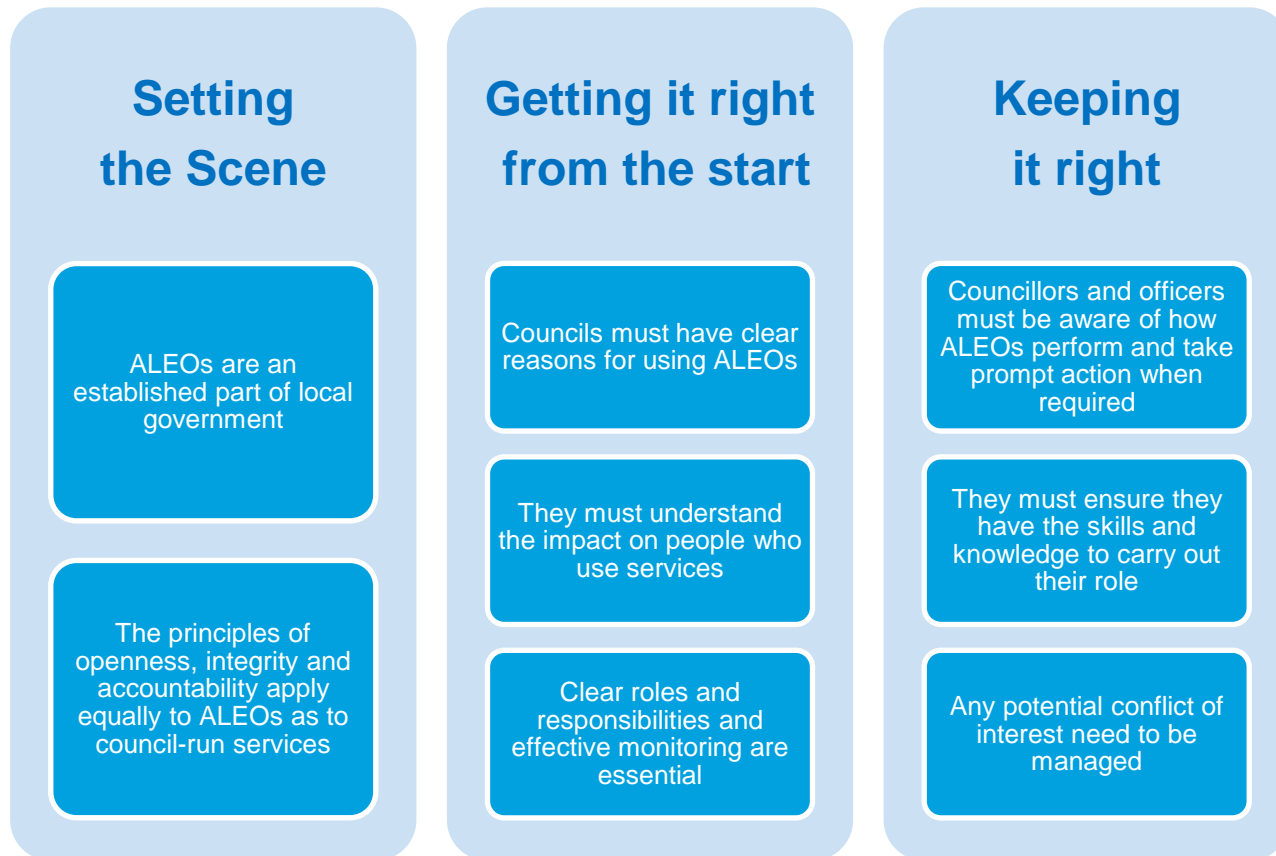 Setting
the Scene
ALEOs are an
established part of local
government
The principles of
openness, integrity and
accountability apply
equally to ALEOs as to
council-run services
Getting it right
from the start
Councils must have clear
reasons for using ALEOs
They must understand
the impact on people who
use services
Clear roles and
responsibilities and
effective monitoring are
essential
Keeping
it right
Councillors and officers
must be aware of how
ALEOs perform and take
prompt action when
required
They must ensure they
have the skills and
knowledge to carry out
their role
Any potential conflict of
interest need to be
managed